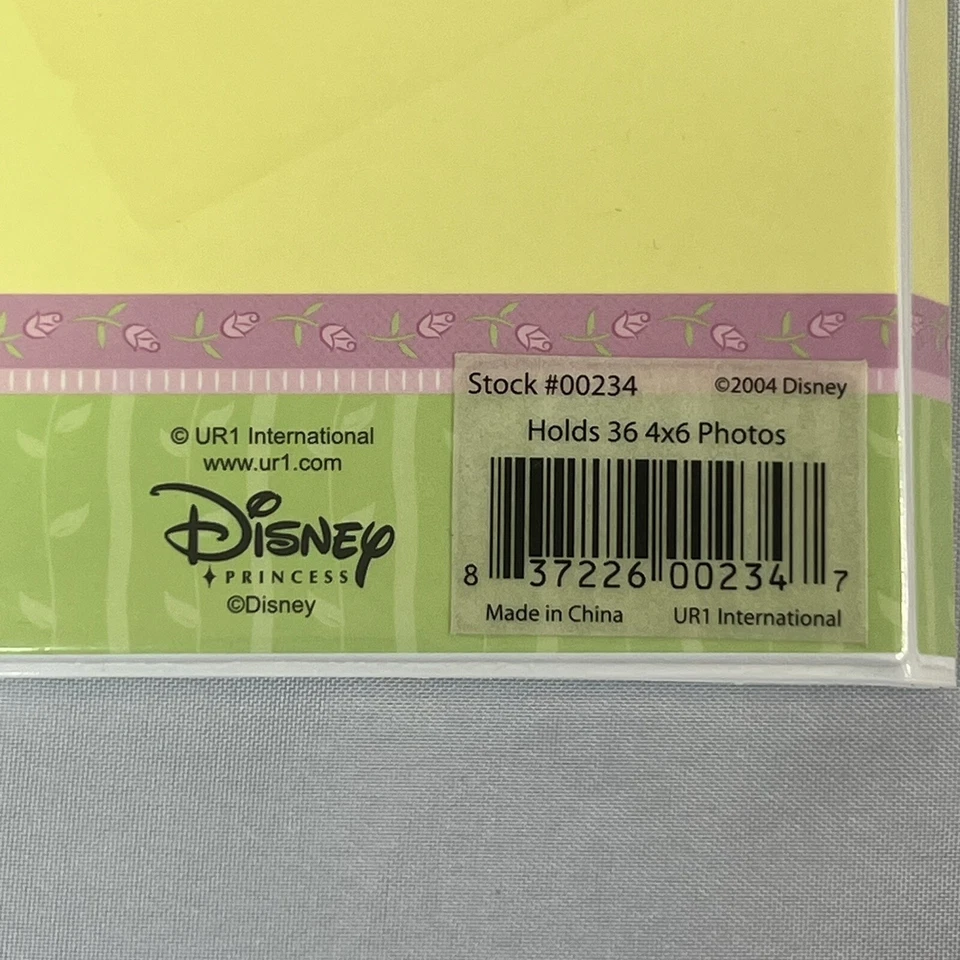 © UR1 International
www.ur1.com
Disney
PRINCESS
©Disney
Stock #00234 ©2004 Disney
Holds 36 4x6 Photos
8 37226 00234 7
Made in China UR1 International